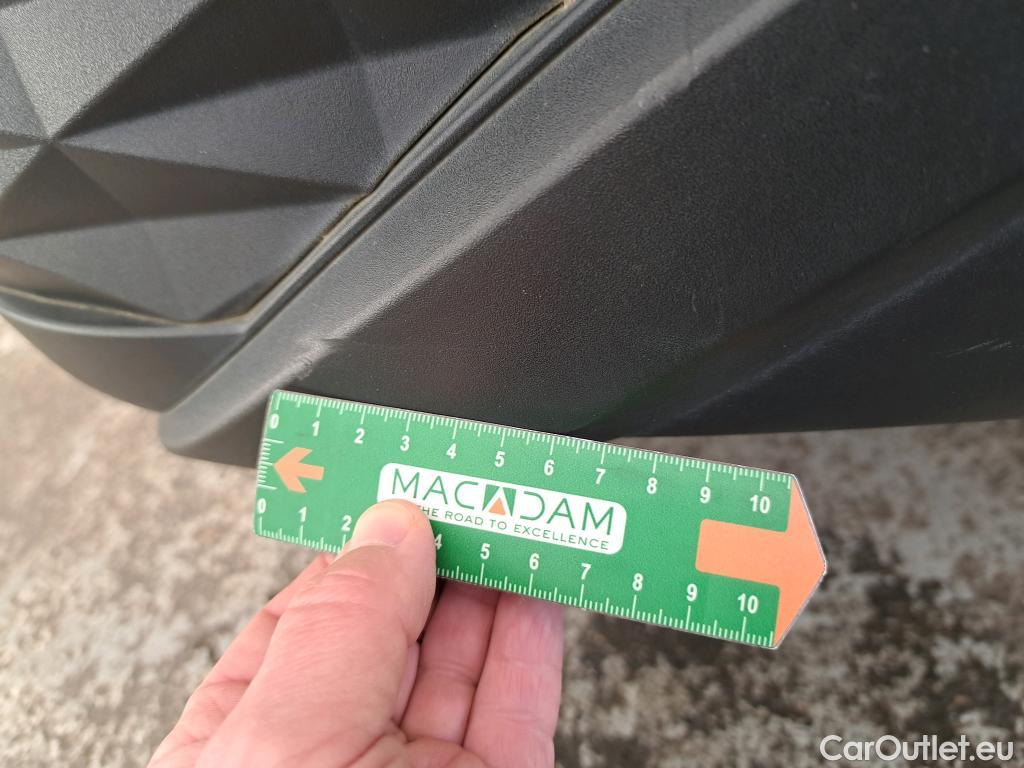 0 1 2 3 4 5 6 7 8 9 10
MACADAM
THE ROAD TO EXCELLENCE
0 1 2 4 5 6 7 8 9 10
CarOutlet.eu